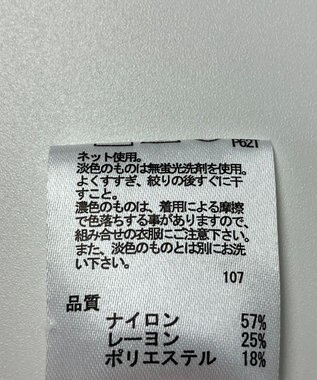 P621
ネット使用。
淡色のものは無蛍光洗剤を使用。
よくすすぎ、絞りの後すぐに干
すこと。
濃色のものは、着用による摩擦
で色落ちする事がありますので、
組み合せの衣服にご注意下さい。
また、淡色のものとは別にお洗
い下さい。
107
品質
ナイロン 57%
レーヨン 25%
ポリエステル 18%